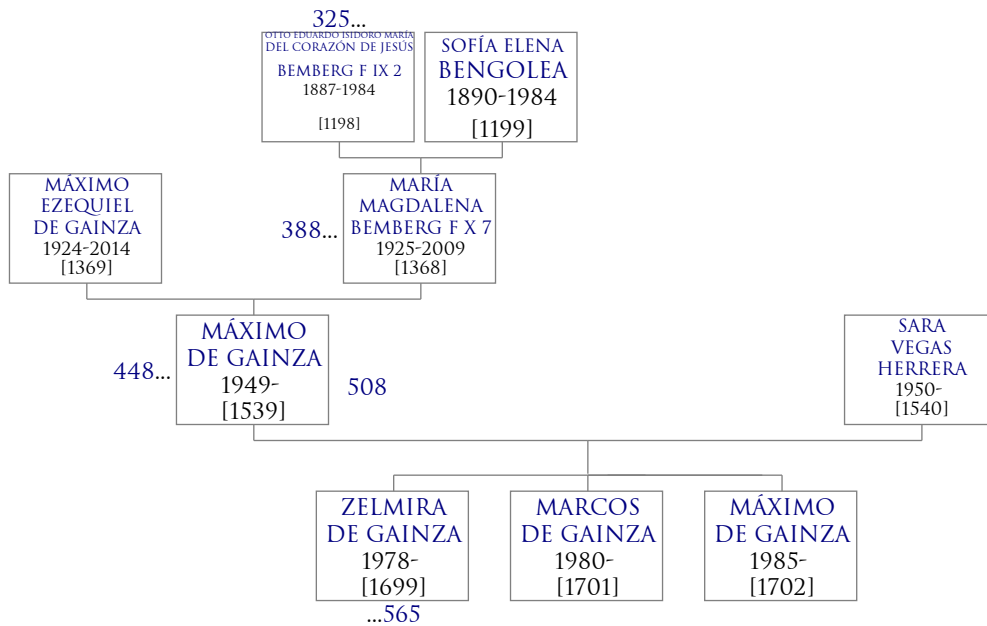 325...
OTTO EDUARDO ISIDORO MARÍA
DEL CORAZÓN DE JESÚS
BEMBERG F IX 2
1887-1984
[1198]
SOFÍA ELENA
BENGOLEA
1890-1984
[1199]
MÁXIMO
EZEQUIEL
DE GAINZA
1924-2014
[1369]
388...
MARÍA
MAGDALENA
BEMBERG F X 7
1925-2009
[1368]
448...
MÁXIMO
DE GAINZA
1949-
[1539]
508
SARA
VEGAS
HERRERA
1950-
[1540]
ZELMIRA
DE GAINZA
1978-
[1699]
...565
MARCOS
DE GAINZA
1980-
[1701]
MÁXIMO
DE GAINZA
1985-
[1702]